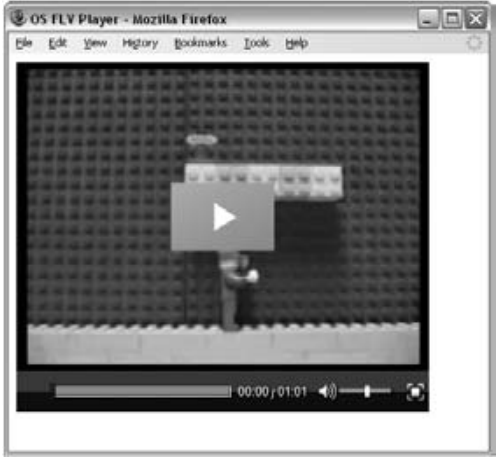 OS FLV Player - Mozilla Firefox
File Edit View History Bookmarks Tools Help
00:00 / 01:01